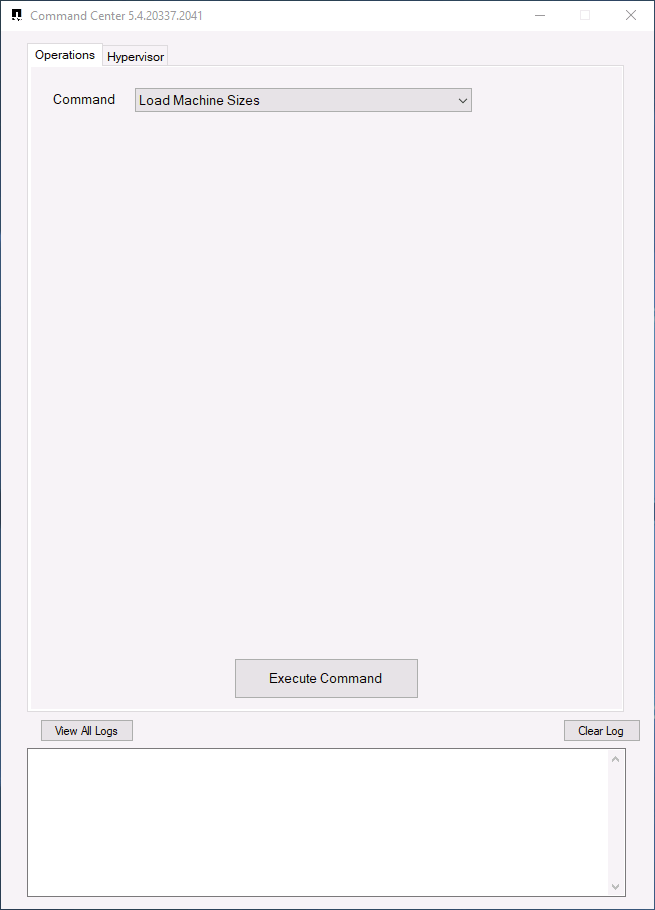 Command Center 5.4.20337.2041
Operations
Hypervisor
Command
Load Machine Sizes
Execute Command
View All Logs
Clear Log